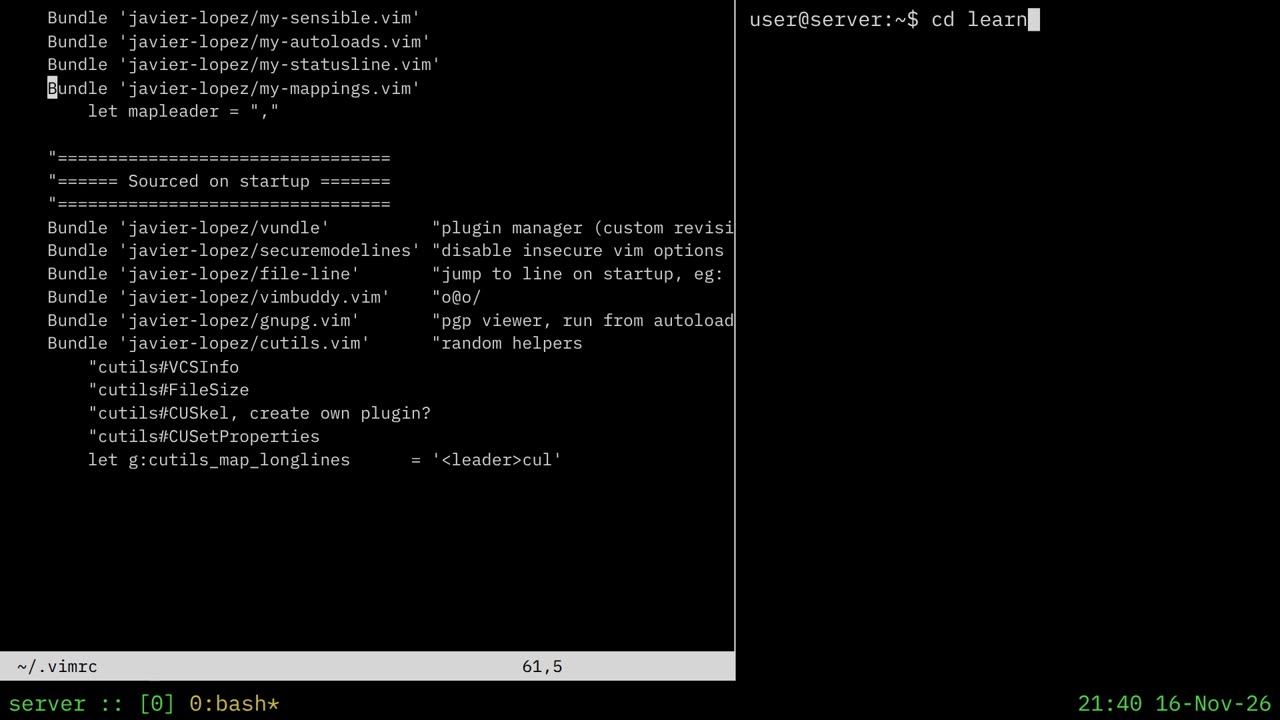 Bundle 'javier-lopez/my-sensible.vim'
Bundle 'javier-lopez/my-autoloads.vim'
Bundle 'javier-lopez/my-statusline.vim'
Bundle 'javier-lopez/my-mappings.vim'
    let mapleader = ","

"=================================
"====== Sourced on startup =======
"=================================
Bundle 'javier-lopez/vundle'          "plugin manager (custom revisi
Bundle 'javier-lopez/securemodelines' "disable insecure vim options
Bundle 'javier-lopez/file-line'       "jump to line on startup, eg:
Bundle 'javier-lopez/vimbuddy.vim'    "o@o/
Bundle 'javier-lopez/gnupg.vim'       "pgp viewer, run from autoload
Bundle 'javier-lopez/cutils.vim'      "random helpers
    "cutils#VCSInfo
    "cutils#FileSize
    "cutils#CUSkel, create own plugin?
    "cutils#CUSetProperties
    let g:cutils_map_longlines      = '<leader>cul'
~/.vimrc 61,5
user@server:~$ cd learn
server :: [0] 0:bash* 21:40 16-Nov-26